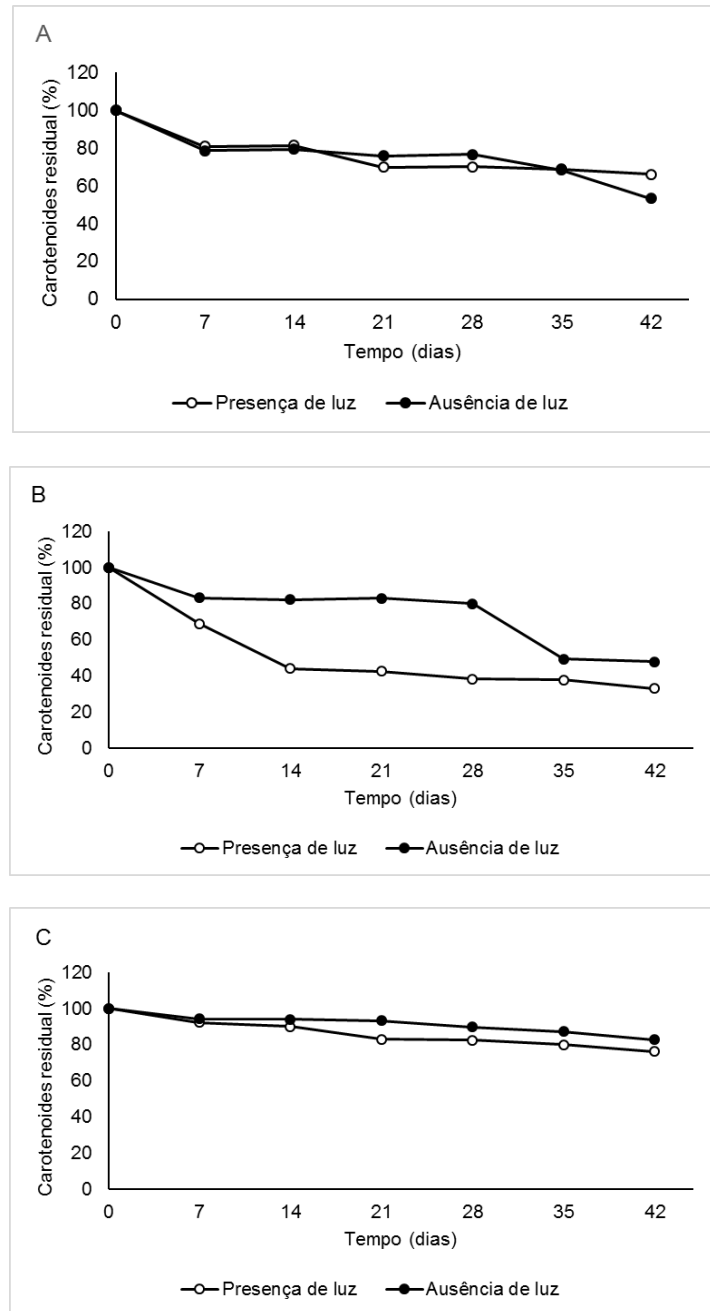 A
120
100
80
60
40
20
0
Carotenoides residual (%)
0 7 14 21 28 35 42
Tempo (dias)
Presença de luz Ausência de luz
B
120
100
80
60
40
20
0
Carotenoides residual (%)
0 7 14 21 28 35 42
Tempo (dias)
Presença de luz Ausência de luz
C
120
100
80
60
40
20
0
Carotenoides residual (%)
0 7 14 21 28 35 42
Tempo (dias)
Presença de luz Ausência de luz